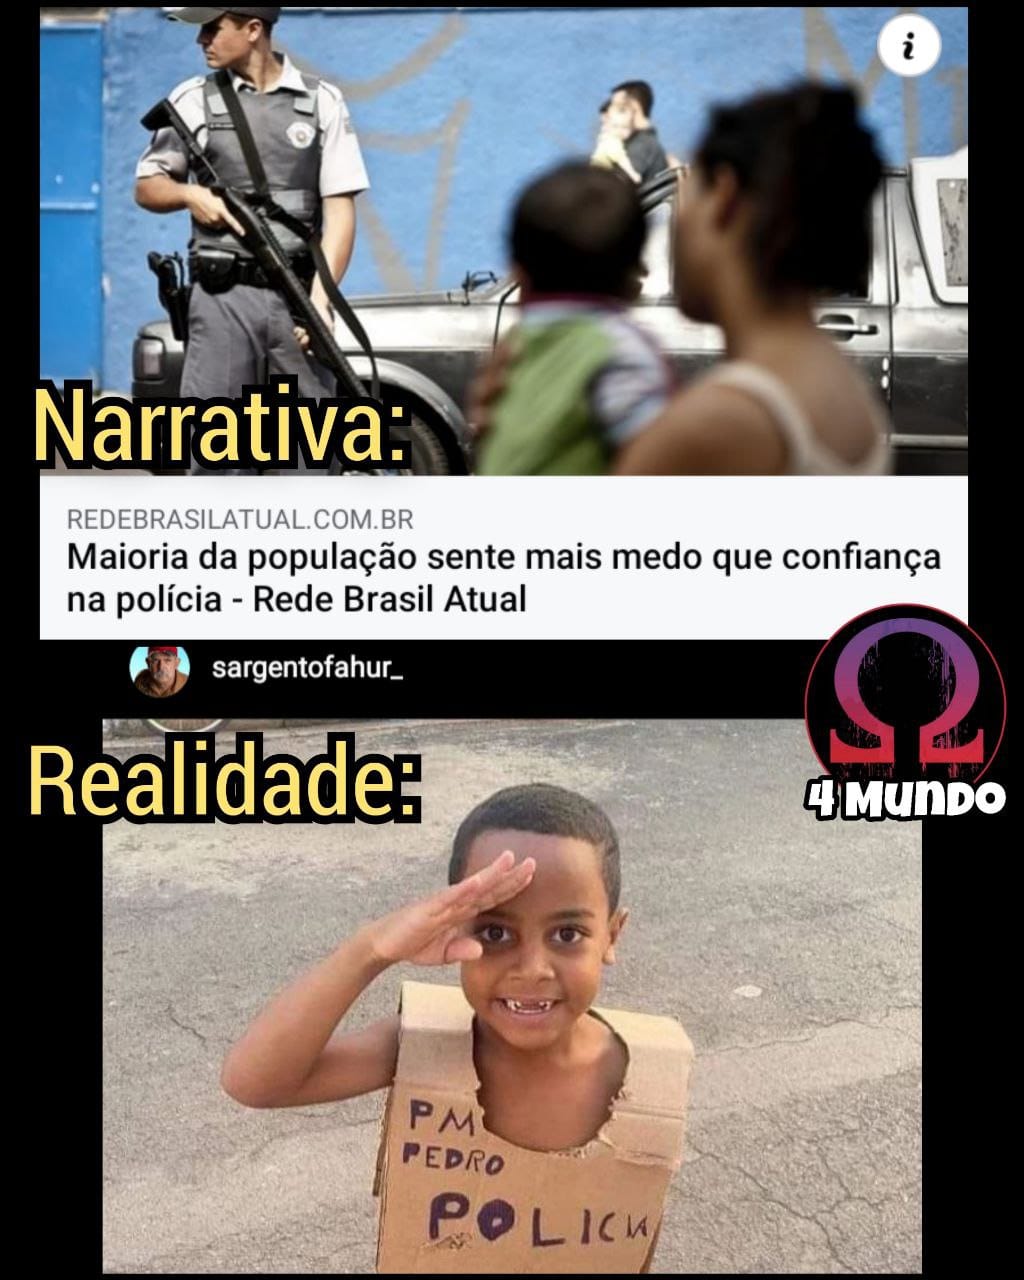 Narrativa:
REDEBRASILATUAL.COM.BR
Maioria da população sente mais medo que confiança
na polícia - Rede Brasil Atual
sargentofahur_
4 Mundo
Realidade:
PM
PEDRO
POLICIA